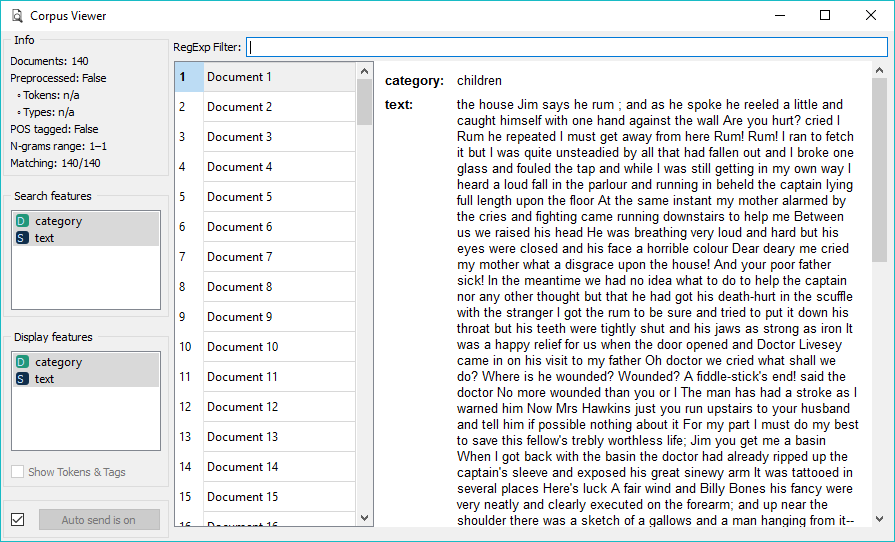 Corpus Viewer
Info
Documents: 140
Preprocessed: False
◦ Tokens: n/a
◦ Types: n/a
POS tagged: False
N-grams range: 1–1
Matching: 140/140
Search features
D category
S text
Display features
D category
S text
Show Tokens & Tags
Auto send is on
RegExp Filter:
1 Document 1
2 Document 2
3 Document 3
4 Document 4
5 Document 5
6 Document 6
7 Document 7
8 Document 8
9 Document 9
10 Document 10
11 Document 11
12 Document 12
13 Document 13
14 Document 14
15 Document 15
16 Document 16
category: children
text: the house Jim says he rum ; and as he spoke he reeled a little and
caught himself with one hand against the wall Are you hurt? cried I
Rum he repeated I must get away from here Rum! Rum! I ran to fetch
it but I was quite unsteadied by all that had fallen out and I broke one
glass and fouled the tap and while I was still getting in my own way I
heard a loud fall in the parlour and running in beheld the captain lying
full length upon the floor At the same instant my mother alarmed by
the cries and fighting came running downstairs to help me Between
us we raised his head He was breathing very loud and hard but his
eyes were closed and his face a horrible colour Dear deary me cried
my mother what a disgrace upon the house! And your poor father
sick! In the meantime we had no idea what to do to help the captain
nor any other thought but that he had got his death-hurt in the scuffle
with the stranger I got the rum to be sure and tried to put it down his
throat but his teeth were tightly shut and his jaws as strong as iron It
was a happy relief for us when the door opened and Doctor Livesey
came in on his visit to my father Oh doctor we cried what shall we
do? Where is he wounded? Wounded? A fiddle-stick's end! said the
doctor No more wounded than you or I The man has had a stroke as I
warned him Now Mrs Hawkins just you run upstairs to your husband
and tell him if possible nothing about it For my part I must do my best
to save this fellow's trebly worthless life; Jim you get me a basin
When I got back with the basin the doctor had already ripped up the
captain's sleeve and exposed his great sinewy arm It was tattooed in
several places Here's luck A fair wind and Billy Bones his fancy were
very neatly and clearly executed on the forearm; and up near the
shoulder there was a sketch of a gallows and a man hanging from it--